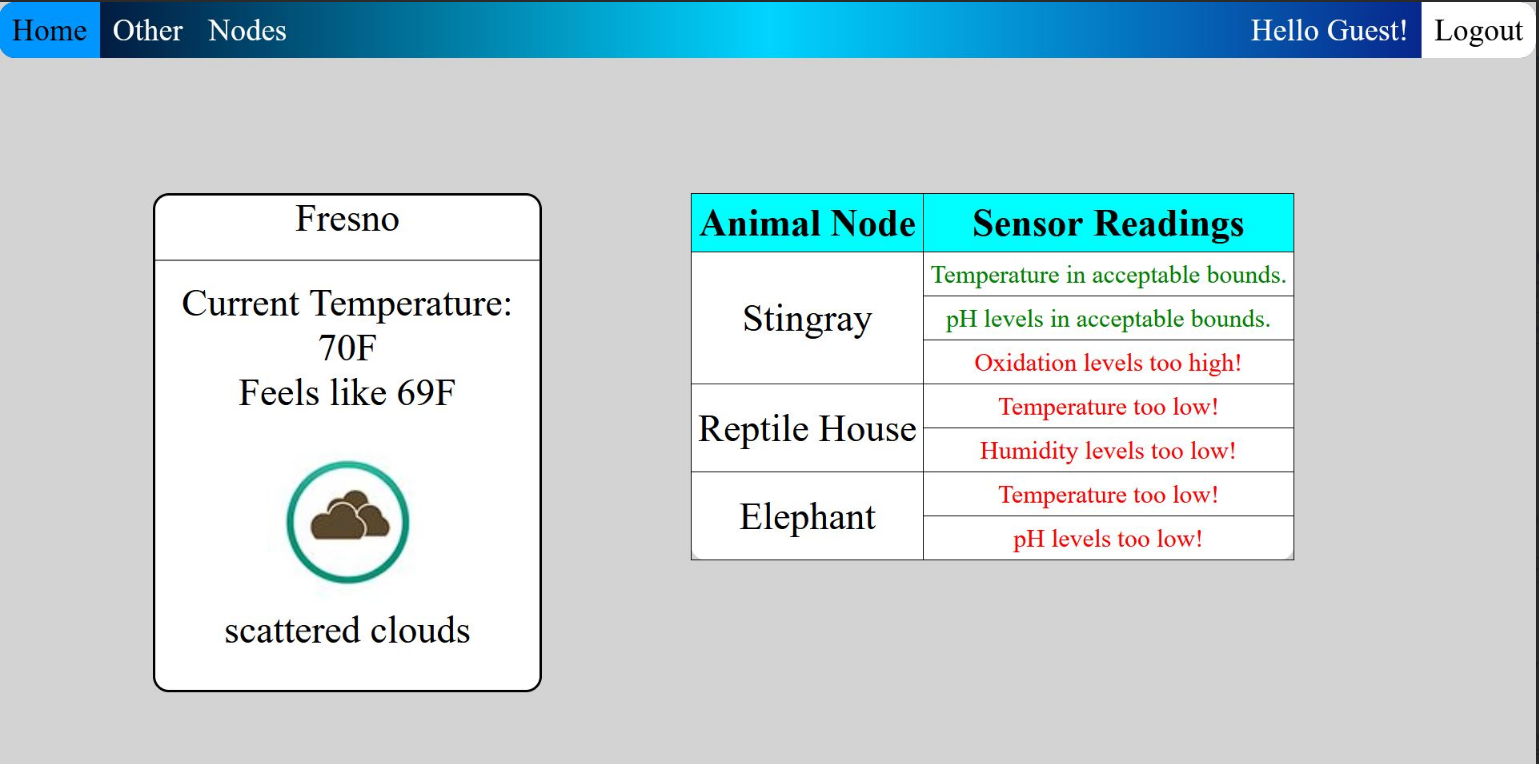 Home Other Nodes Hello Guest! Logout
Fresno
Current Temperature:
70F
Feels like 69F
scattered clouds
Animal Node Sensor Readings
Stingray
Temperature in acceptable bounds.
pH levels in acceptable bounds.
Oxidation levels too high!
Reptile House
Temperature too low!
Humidity levels too low!
Elephant
Temperature too low!
pH levels too low!